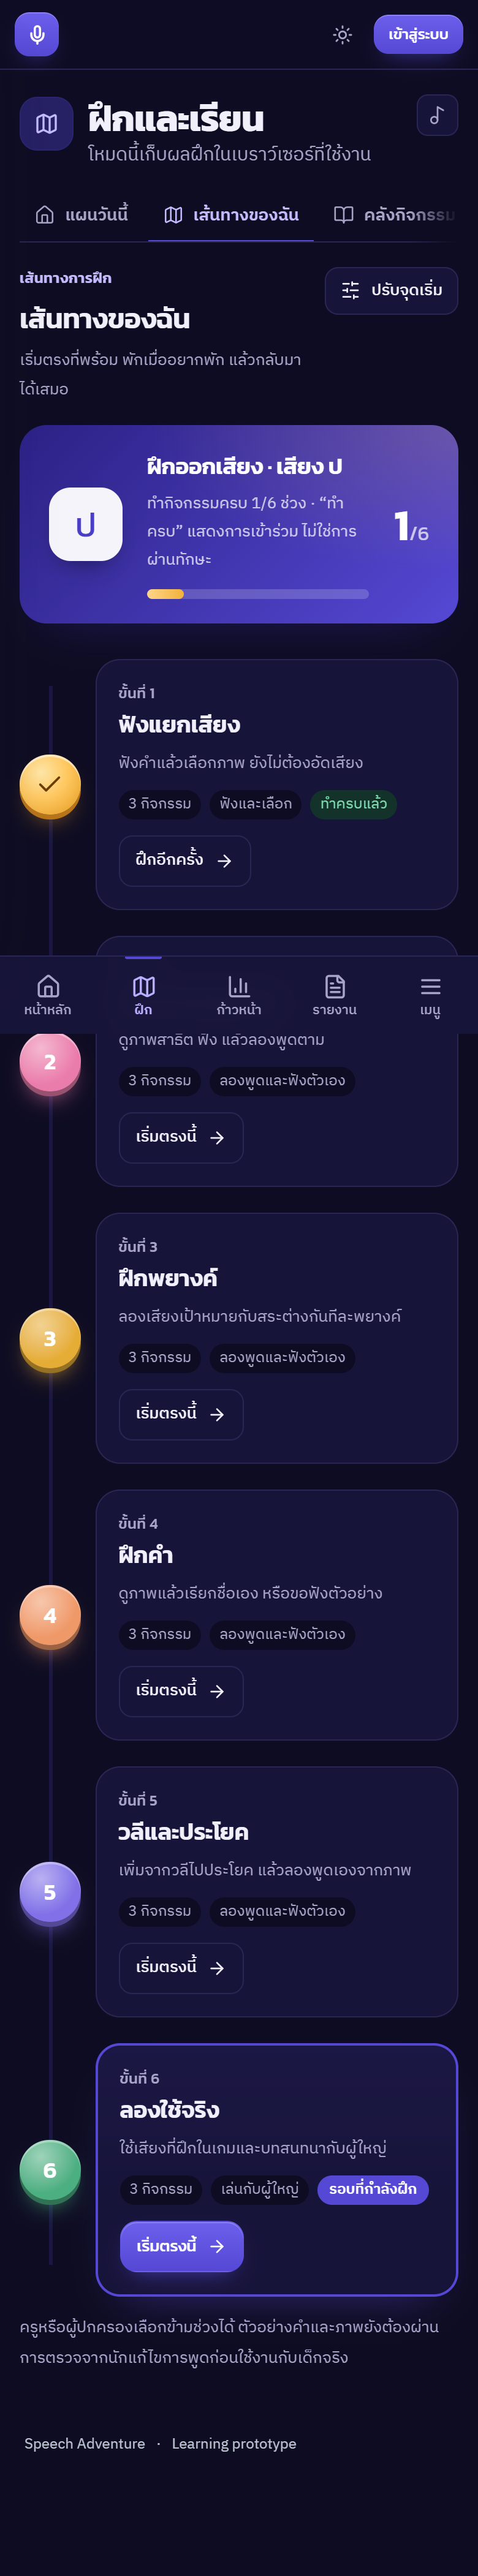 เข้าสู่ระบบ
ฝึกและเรียน
โหมดนี้เก็บผลฝึกในเบราว์เซอร์ที่ใช้งาน
แผนวันนี้ เส้นทางของฉัน คลังกิจกรรม
เส้นทางการฝึก
ปรับจุดเริ่ม
เส้นทางของฉัน
เริ่มตรงที่พร้อม พักเมื่ออยากพัก แล้วกลับมา
ได้เสมอ
ฝึกออกเสียง · เสียง ป
ป
ทำกิจกรรมครบ 1/6 ช่วง · “ทำ
ครบ” แสดงการเข้าร่วม ไม่ใช่การ
ผ่านทักษะ
1/6
ขั้นที่ 1
ฟังแยกเสียง
ฟังคำแล้วเลือกภาพ ยังไม่ต้องอัดเสียง
3 กิจกรรม ฟังและเลือก ทำครบแล้ว
ฝึกอีกครั้ง
หน้าหลัก ฝึก ก้าวหน้า รายงาน เมนู
ดูภาพสาธิต ฟัง แล้วลองพูดตาม
2
3 กิจกรรม ลองพูดและฟังตัวเอง
เริ่มตรงนี้
ขั้นที่ 3
ฝึกพยางค์
ลองเสียงเป้าหมายกับสระต่างกันทีละพยางค์
3
3 กิจกรรม ลองพูดและฟังตัวเอง
เริ่มตรงนี้
ขั้นที่ 4
ฝึกคำ
ดูภาพแล้วเรียกชื่อเอง หรือขอฟังตัวอย่าง
4
3 กิจกรรม ลองพูดและฟังตัวเอง
เริ่มตรงนี้
ขั้นที่ 5
วลีและประโยค
เพิ่มจากวลีไปประโยค แล้วลองพูดเองจากภาพ
5
3 กิจกรรม ลองพูดและฟังตัวเอง
เริ่มตรงนี้
ขั้นที่ 6
ลองใช้จริง
ใช้เสียงที่ฝึกในเกมและบทสนทนากับผู้ใหญ่
6
3 กิจกรรม เล่นกับผู้ใหญ่ รอบที่กำลังฝึก
เริ่มตรงนี้
ครูหรือผู้ปกครองเลือกข้ามช่วงได้ ตัวอย่างคำและภาพยังต้องผ่าน
การตรวจจากนักแก้ไขการพูดก่อนใช้งานกับเด็กจริง
Speech Adventure · Learning prototype